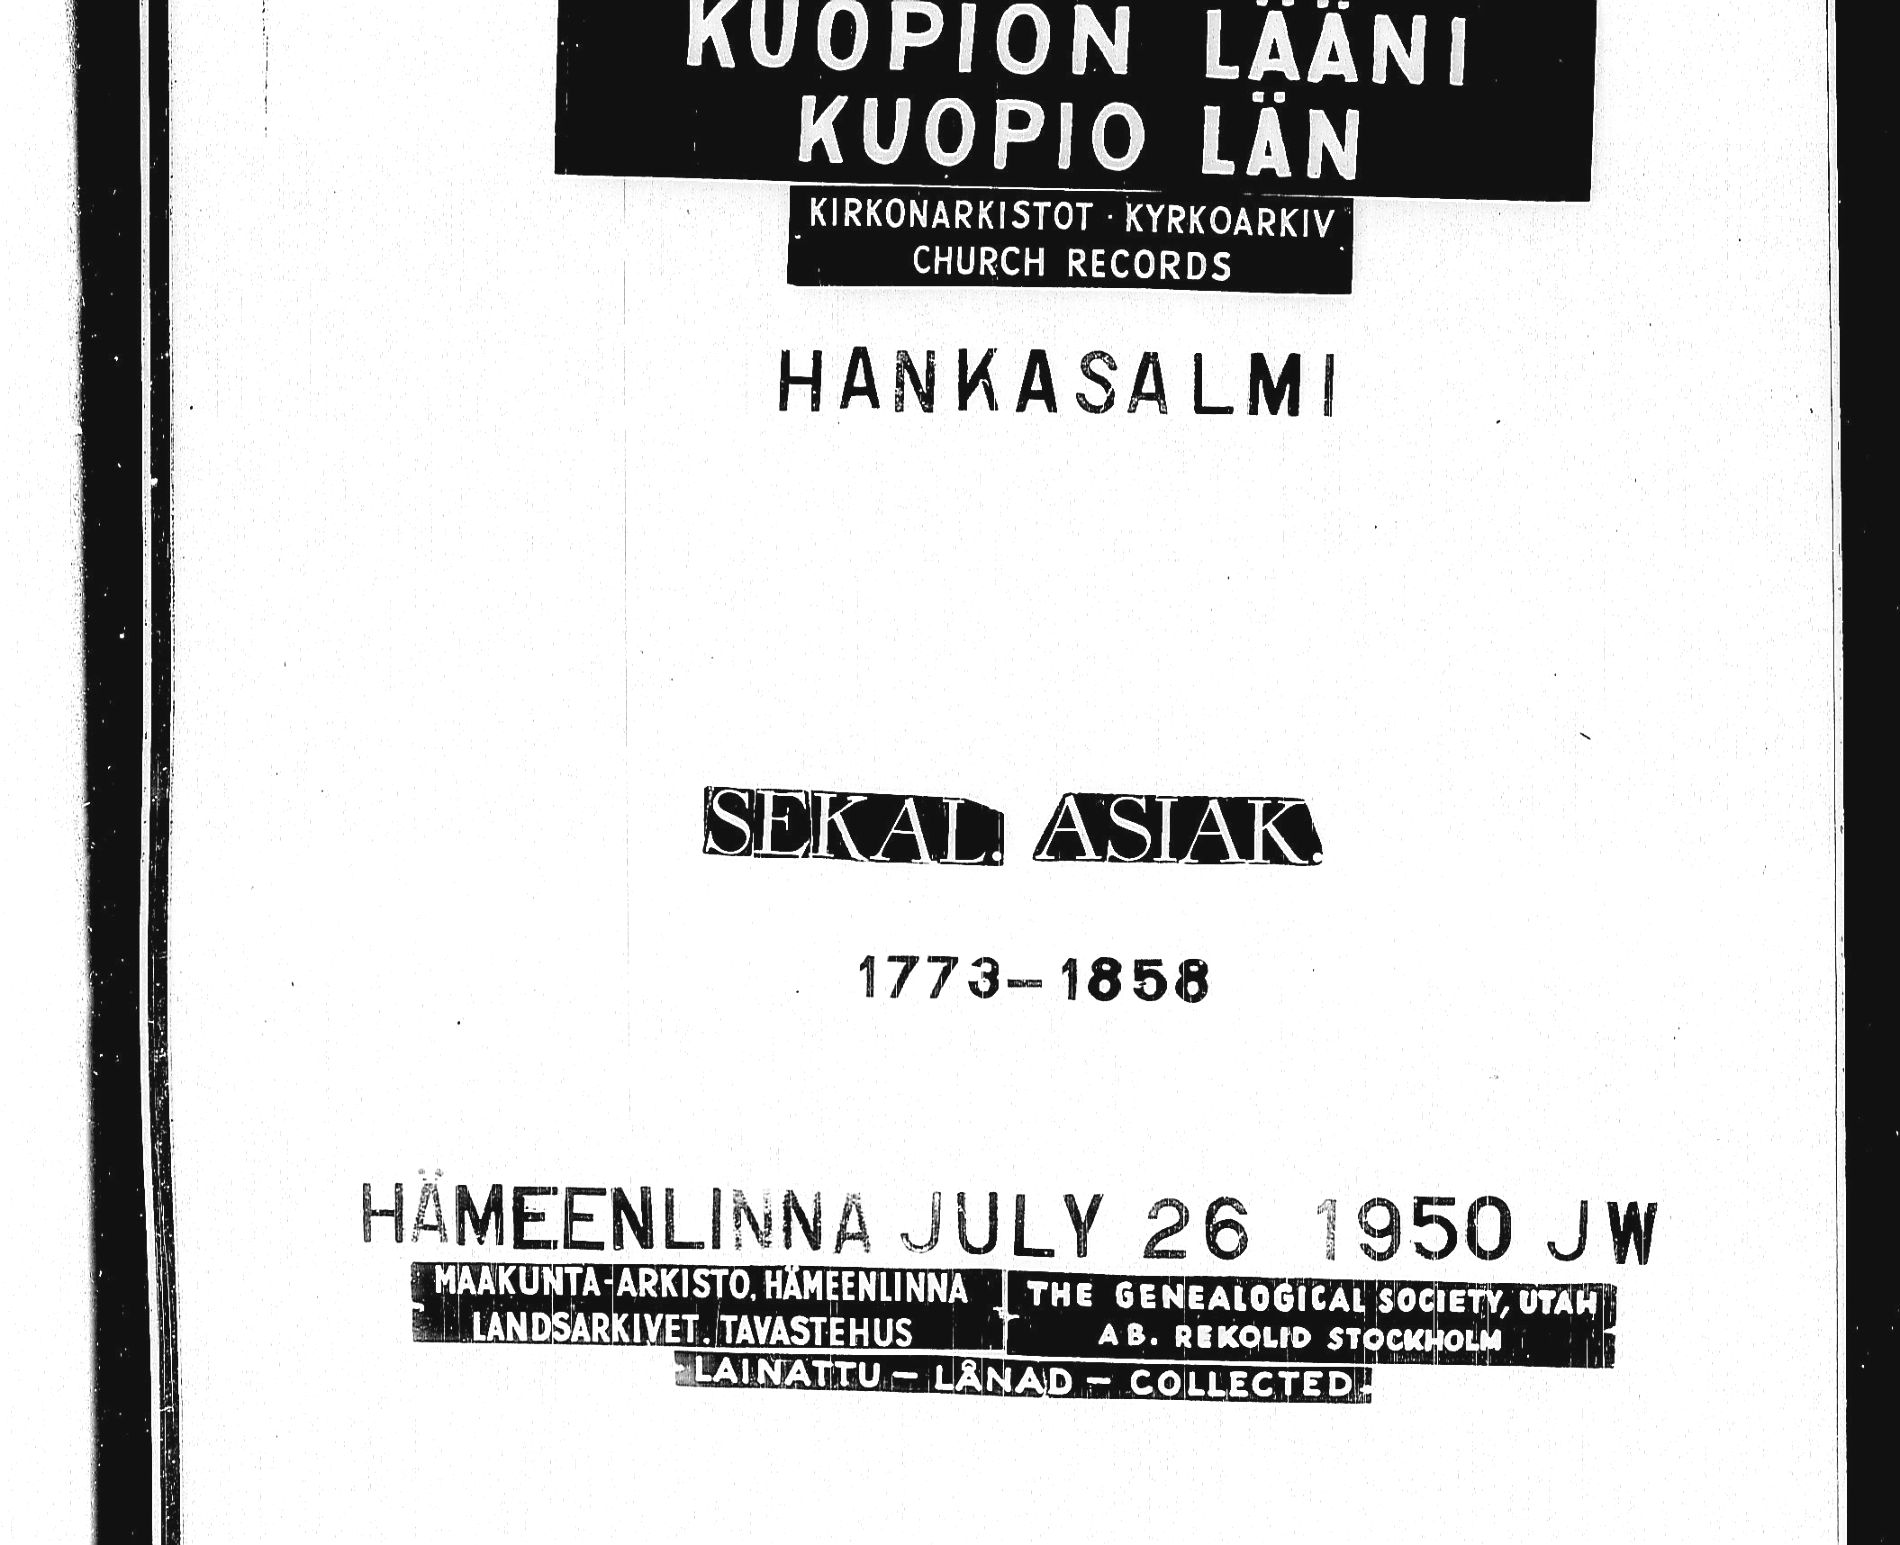 KUOPION LÄÄNI
KUOPIO LÄN
KIRKONARKISTOT · KYRKOARKIV
CHURCH RECORDS
HANKASALMI
SEKAL. ASIAK.
1773-1858
HÄMEENLINNA JULY 26 1950 JW
MAAKUNTA-ARKISTO, HÄMEENLINNA
LANDSARKIVET. TAVASTEHUS
THE GENEALOGICAL SOCIETY, UTAH
AB. REKOLID STOCKHOLM
LAINATTU — LÅNAD — COLLECTED